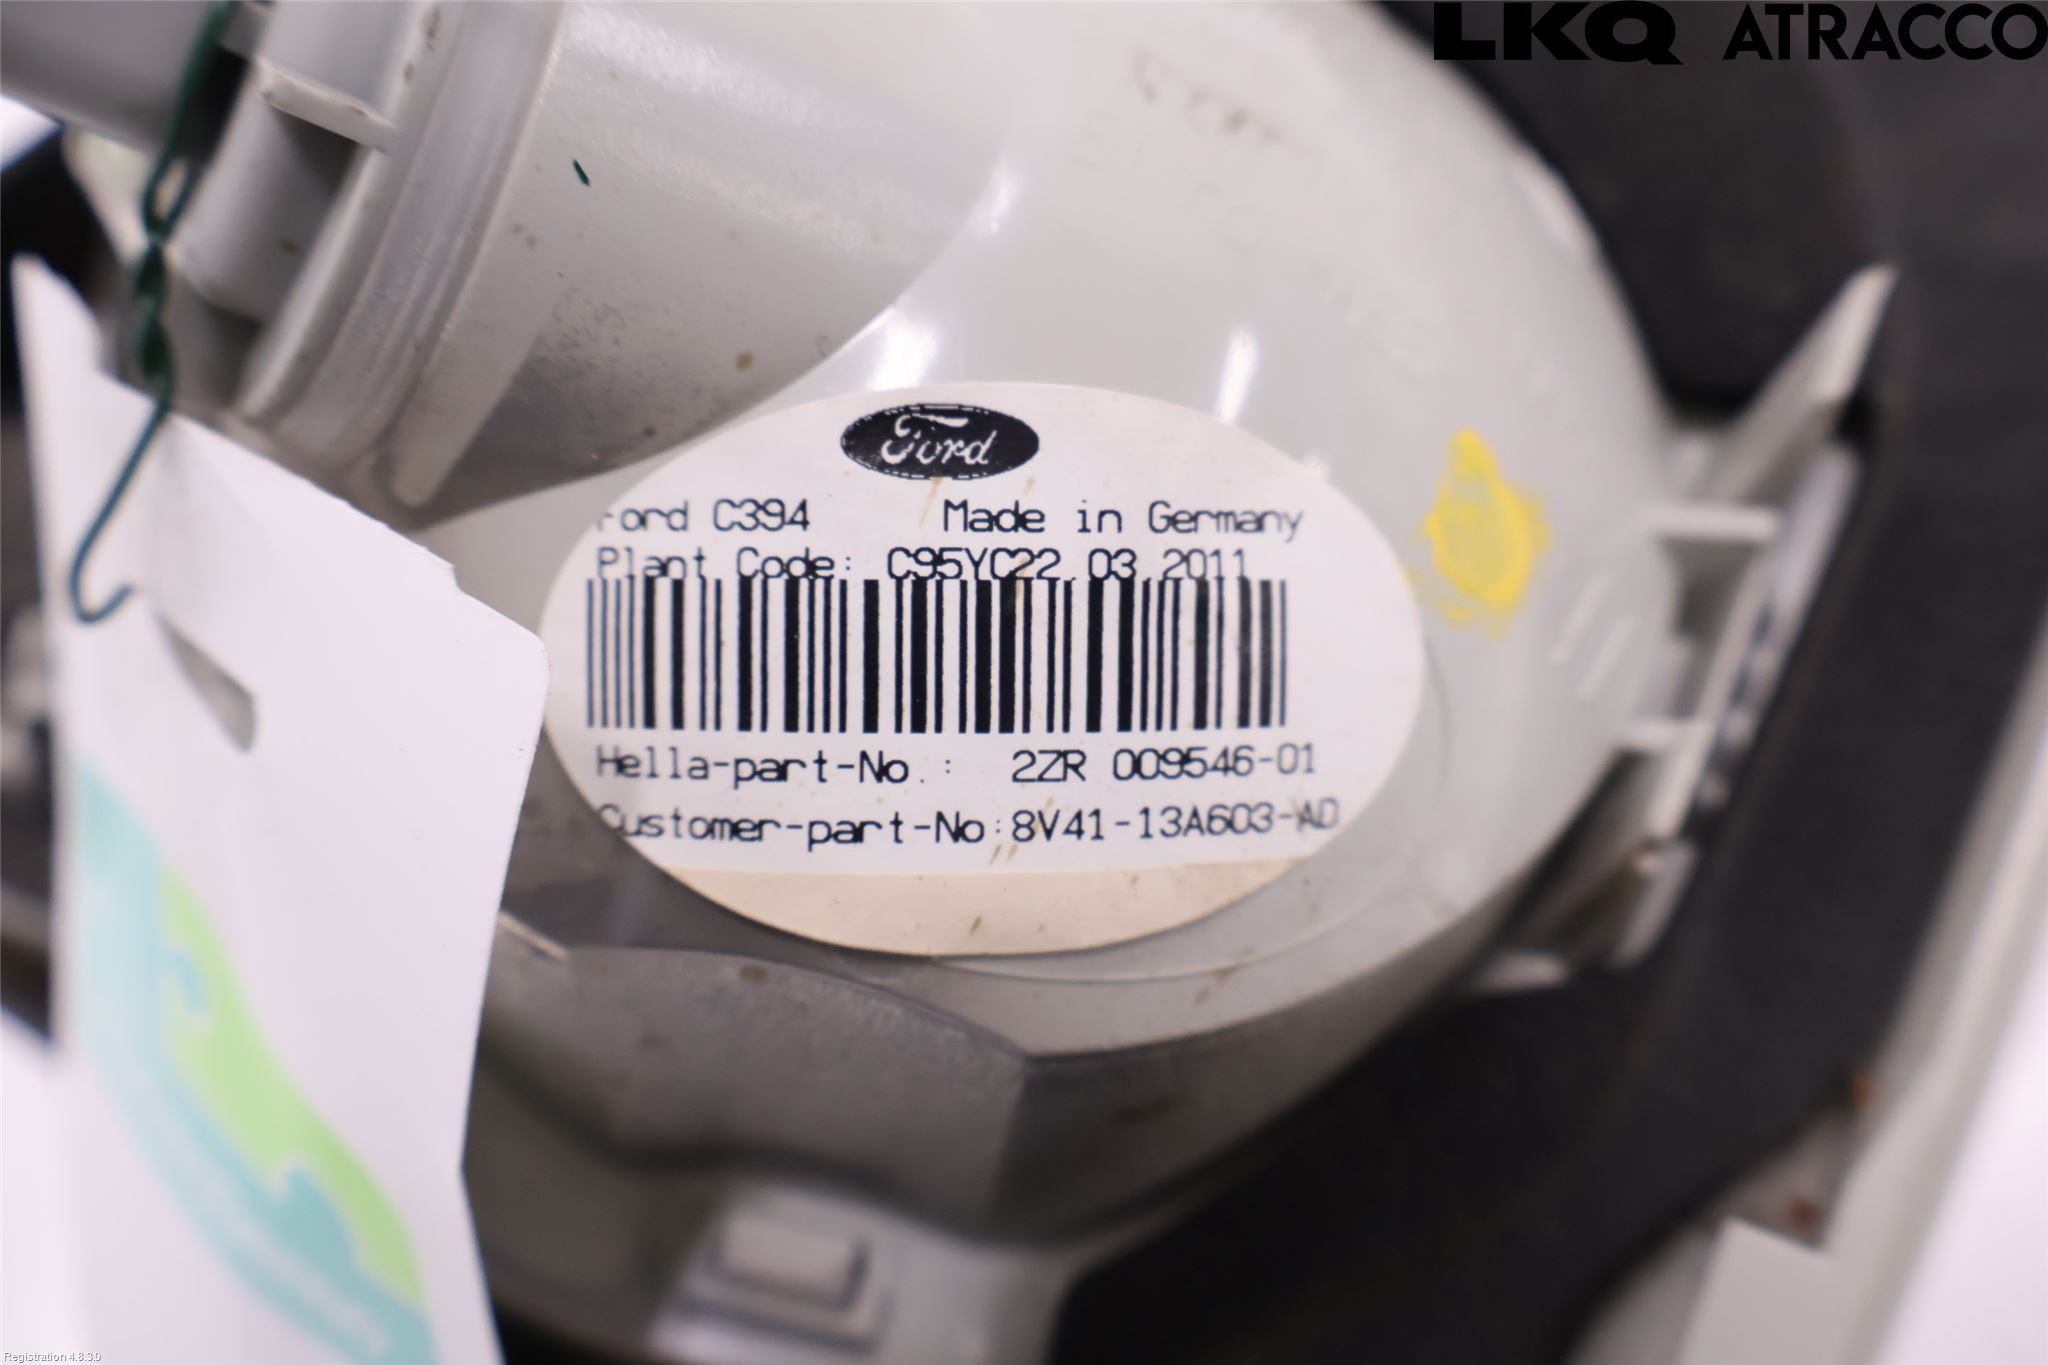 LKQ ATRACCO
Ford
Ford C394 Made in Germany
Plant Code: C95YC22.03.2011
Hella-part-No.: 2ZR 009546-01
Customer-part-No:8V41-13A603-AD
Registration 4.8.3.0